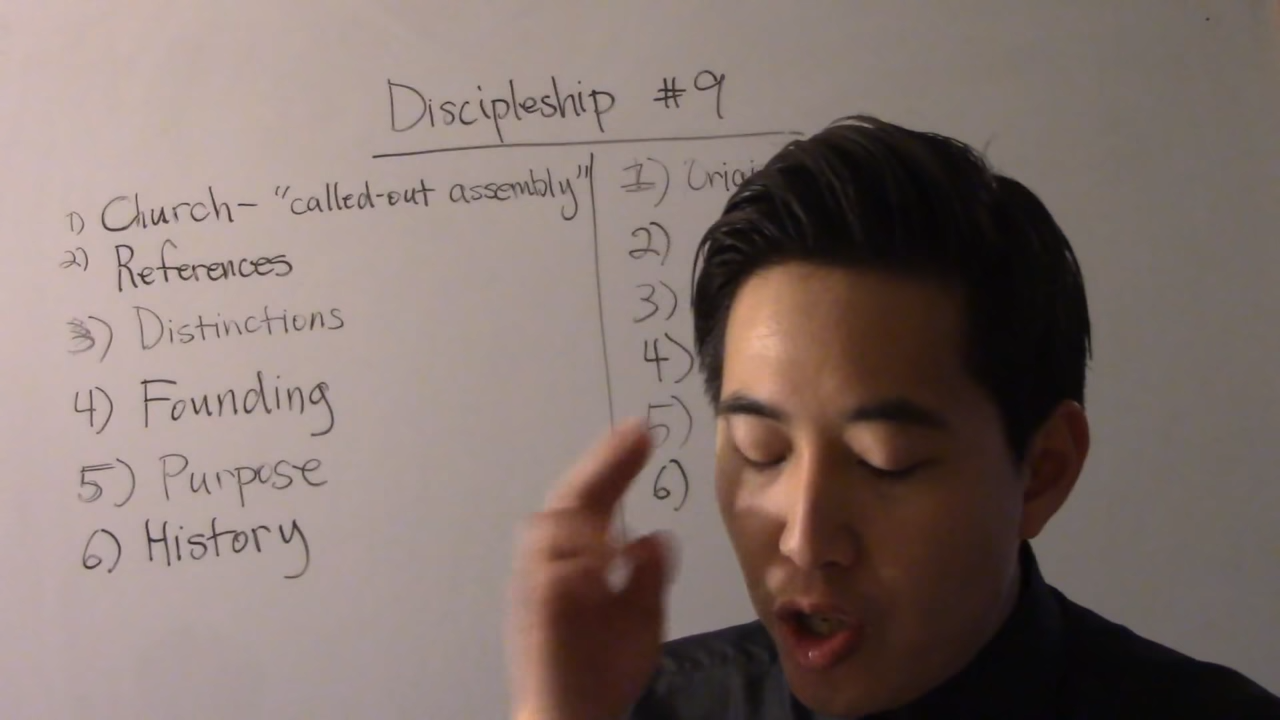 Discipleship #9
1) Church- "called-out assembly"
2) References
3) Distinctions
4) Founding
5) Purpose
6) History
1)
2)
3)
4)
5)
6)